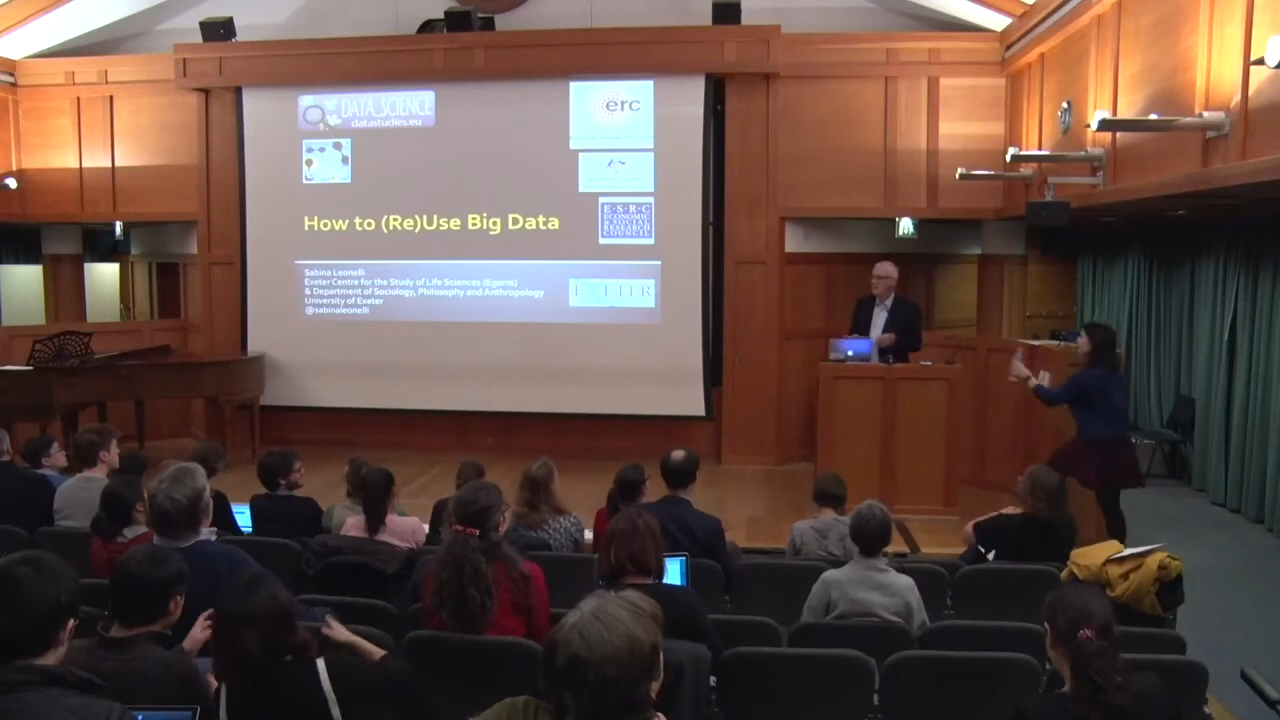 DATA_SCIENCE
datastudies.eu
erc
How to (Re)Use Big Data
E·S·R·C
ECONOMIC
& SOCIAL
RESEARCH
COUNCIL
Sabina Leonelli
Exeter Centre for the Study of Life Sciences (Egenis)
& Department of Sociology, Philosophy and Anthropology
University of Exeter
@sabinaleonelli
EXETER